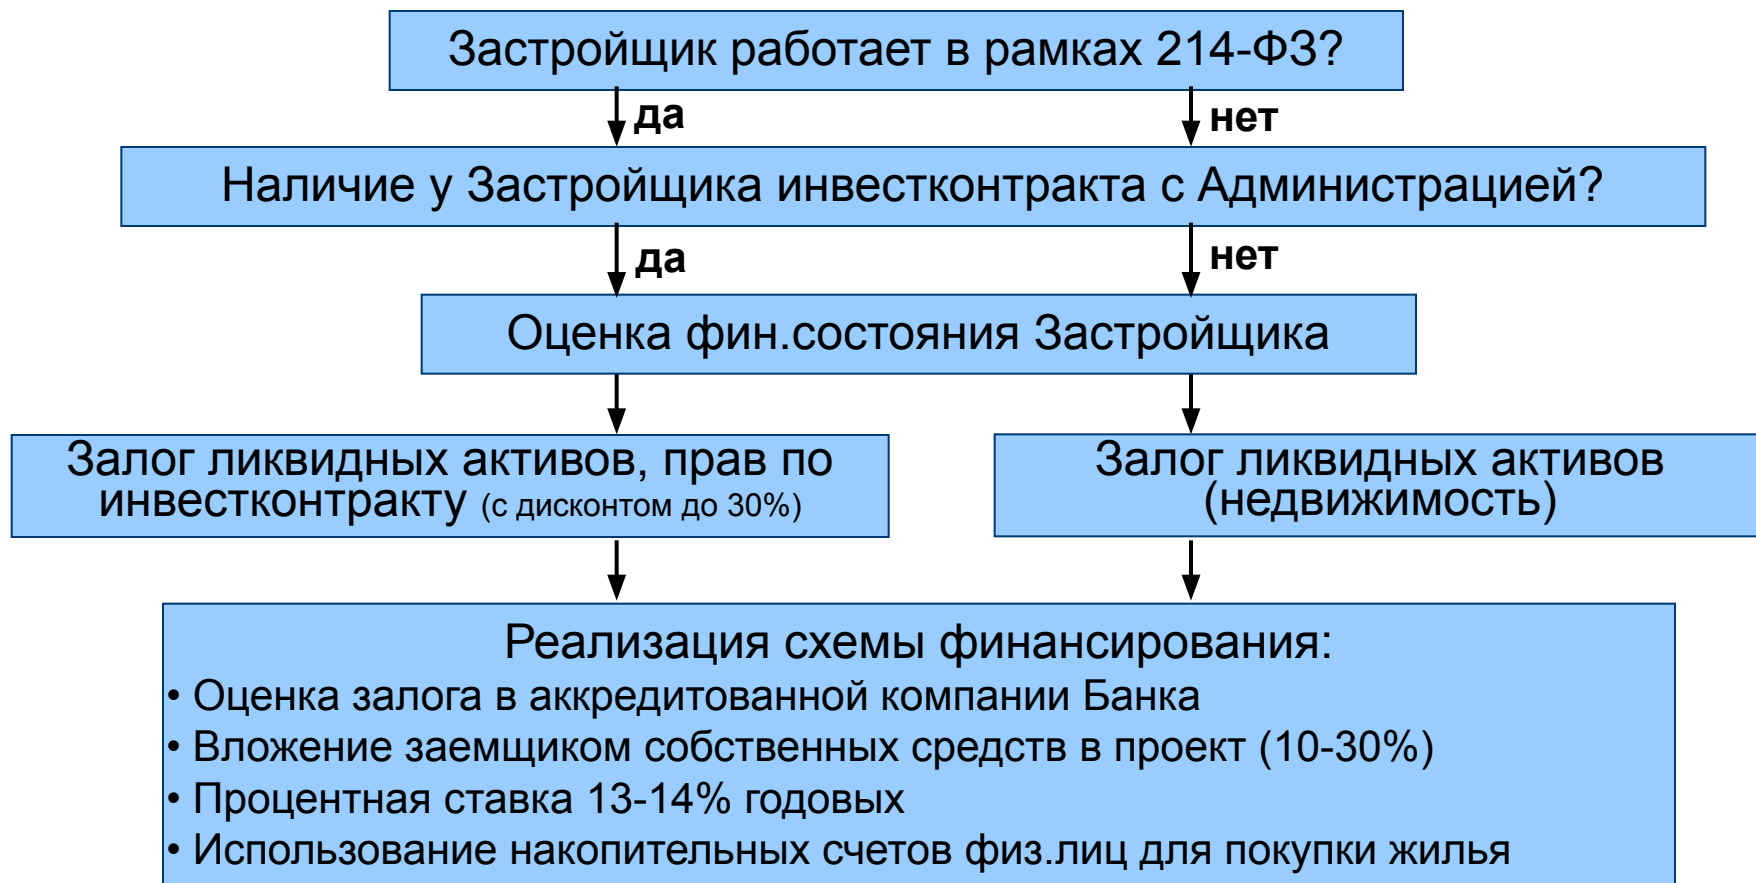 Застройщик работает в рамках 214-ФЗ?
да
нет
Наличие у Застройщика инвестконтракта с Администрацией?
да
нет
Оценка фин.состояния Застройщика
Залог ликвидных активов, прав по
инвестконтракту (с дисконтом до 30%)
Залог ликвидных активов
(недвижимость)
Реализация схемы финансирования:
• Оценка залога в аккредитованной компании Банка
• Вложение заемщиком собственных средств в проект (10-30%)
• Процентная ставка 13-14% годовых
• Использование накопительных счетов физ.лиц для покупки жилья